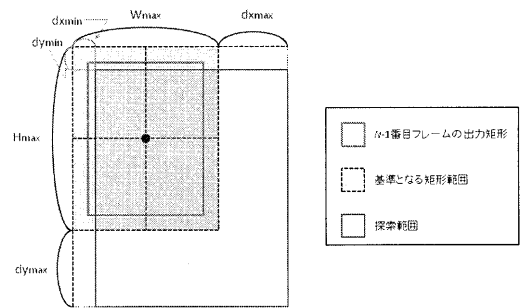 dxmin
Wmax
dxmax
dymin
Hmax
dymax
N-1番目フレームの出力矩形
基準となる矩形範囲
探索範囲